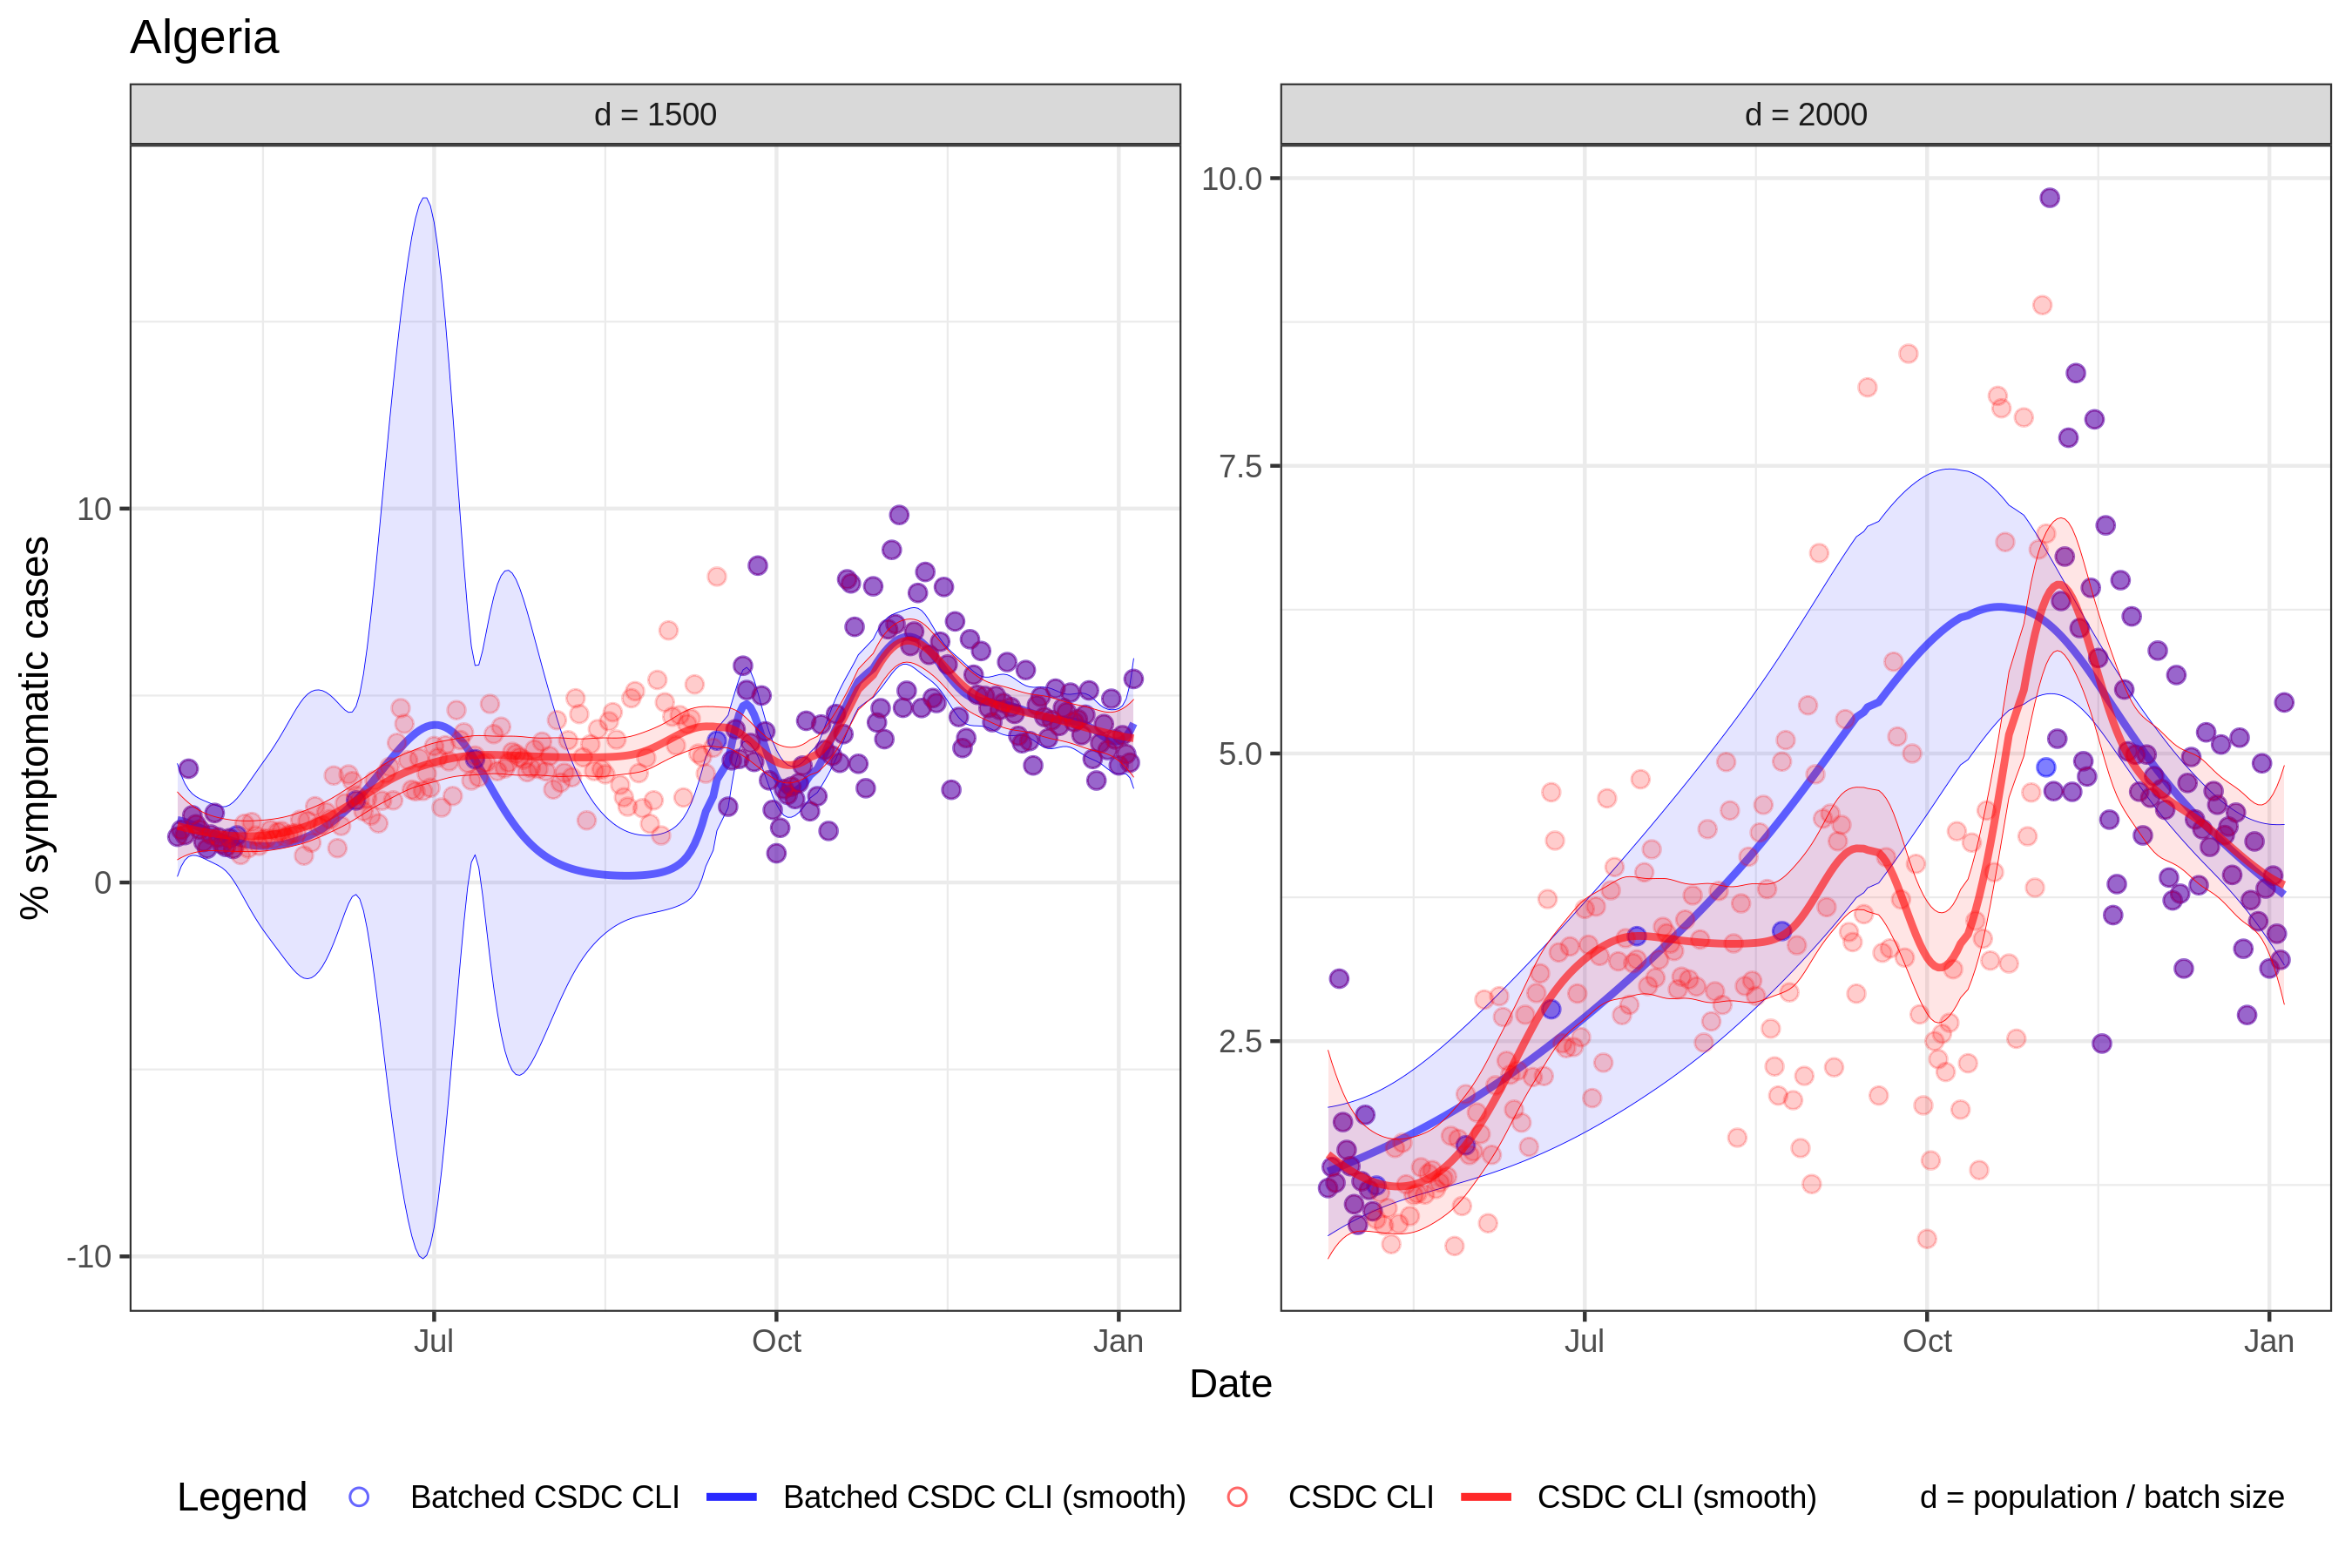 Algeria
d = 1500
d = 2000
% symptomatic cases
10
0
-10
10.0
7.5
5.0
2.5
Jul
Oct
Jan
Jul
Oct
Jan
Date
Legend
Batched CSDC CLI
Batched CSDC CLI (smooth)
CSDC CLI
CSDC CLI (smooth)
d = population / batch size